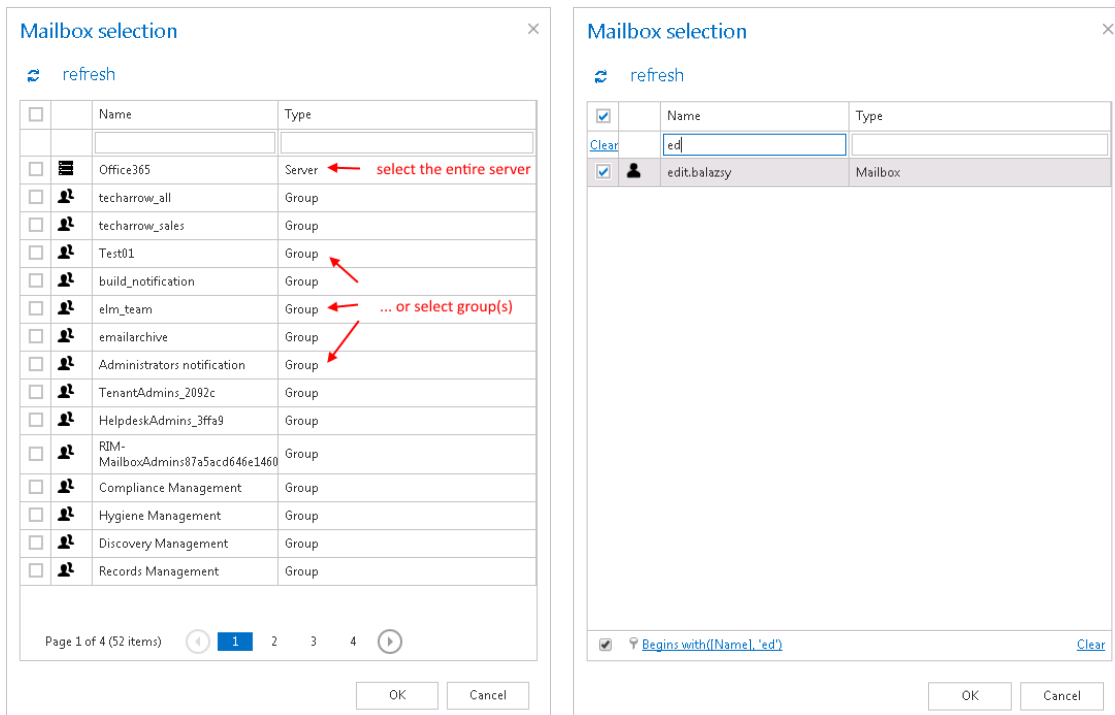 Mailbox selection
refresh
Name Type
Office365 Server select the entire server
techarrow_all Group
techarrow_sales Group
Test01 Group
build_notification Group
elm_team Group ... or select group(s)
emailarchive Group
Administrators notification Group
TenantAdmins_2092c Group
HelpdeskAdmins_3ffa9 Group
RIM-
MailboxAdmins87a5acd646e1460 Group
Compliance Management Group
Hygiene Management Group
Discovery Management Group
Records Management Group
Page 1 of 4 (52 items) 1 2 3 4
OK Cancel
Mailbox selection
refresh
Name Type
Clear ed
edit.balazsy Mailbox
Begins with([Name], 'ed') Clear
OK Cancel